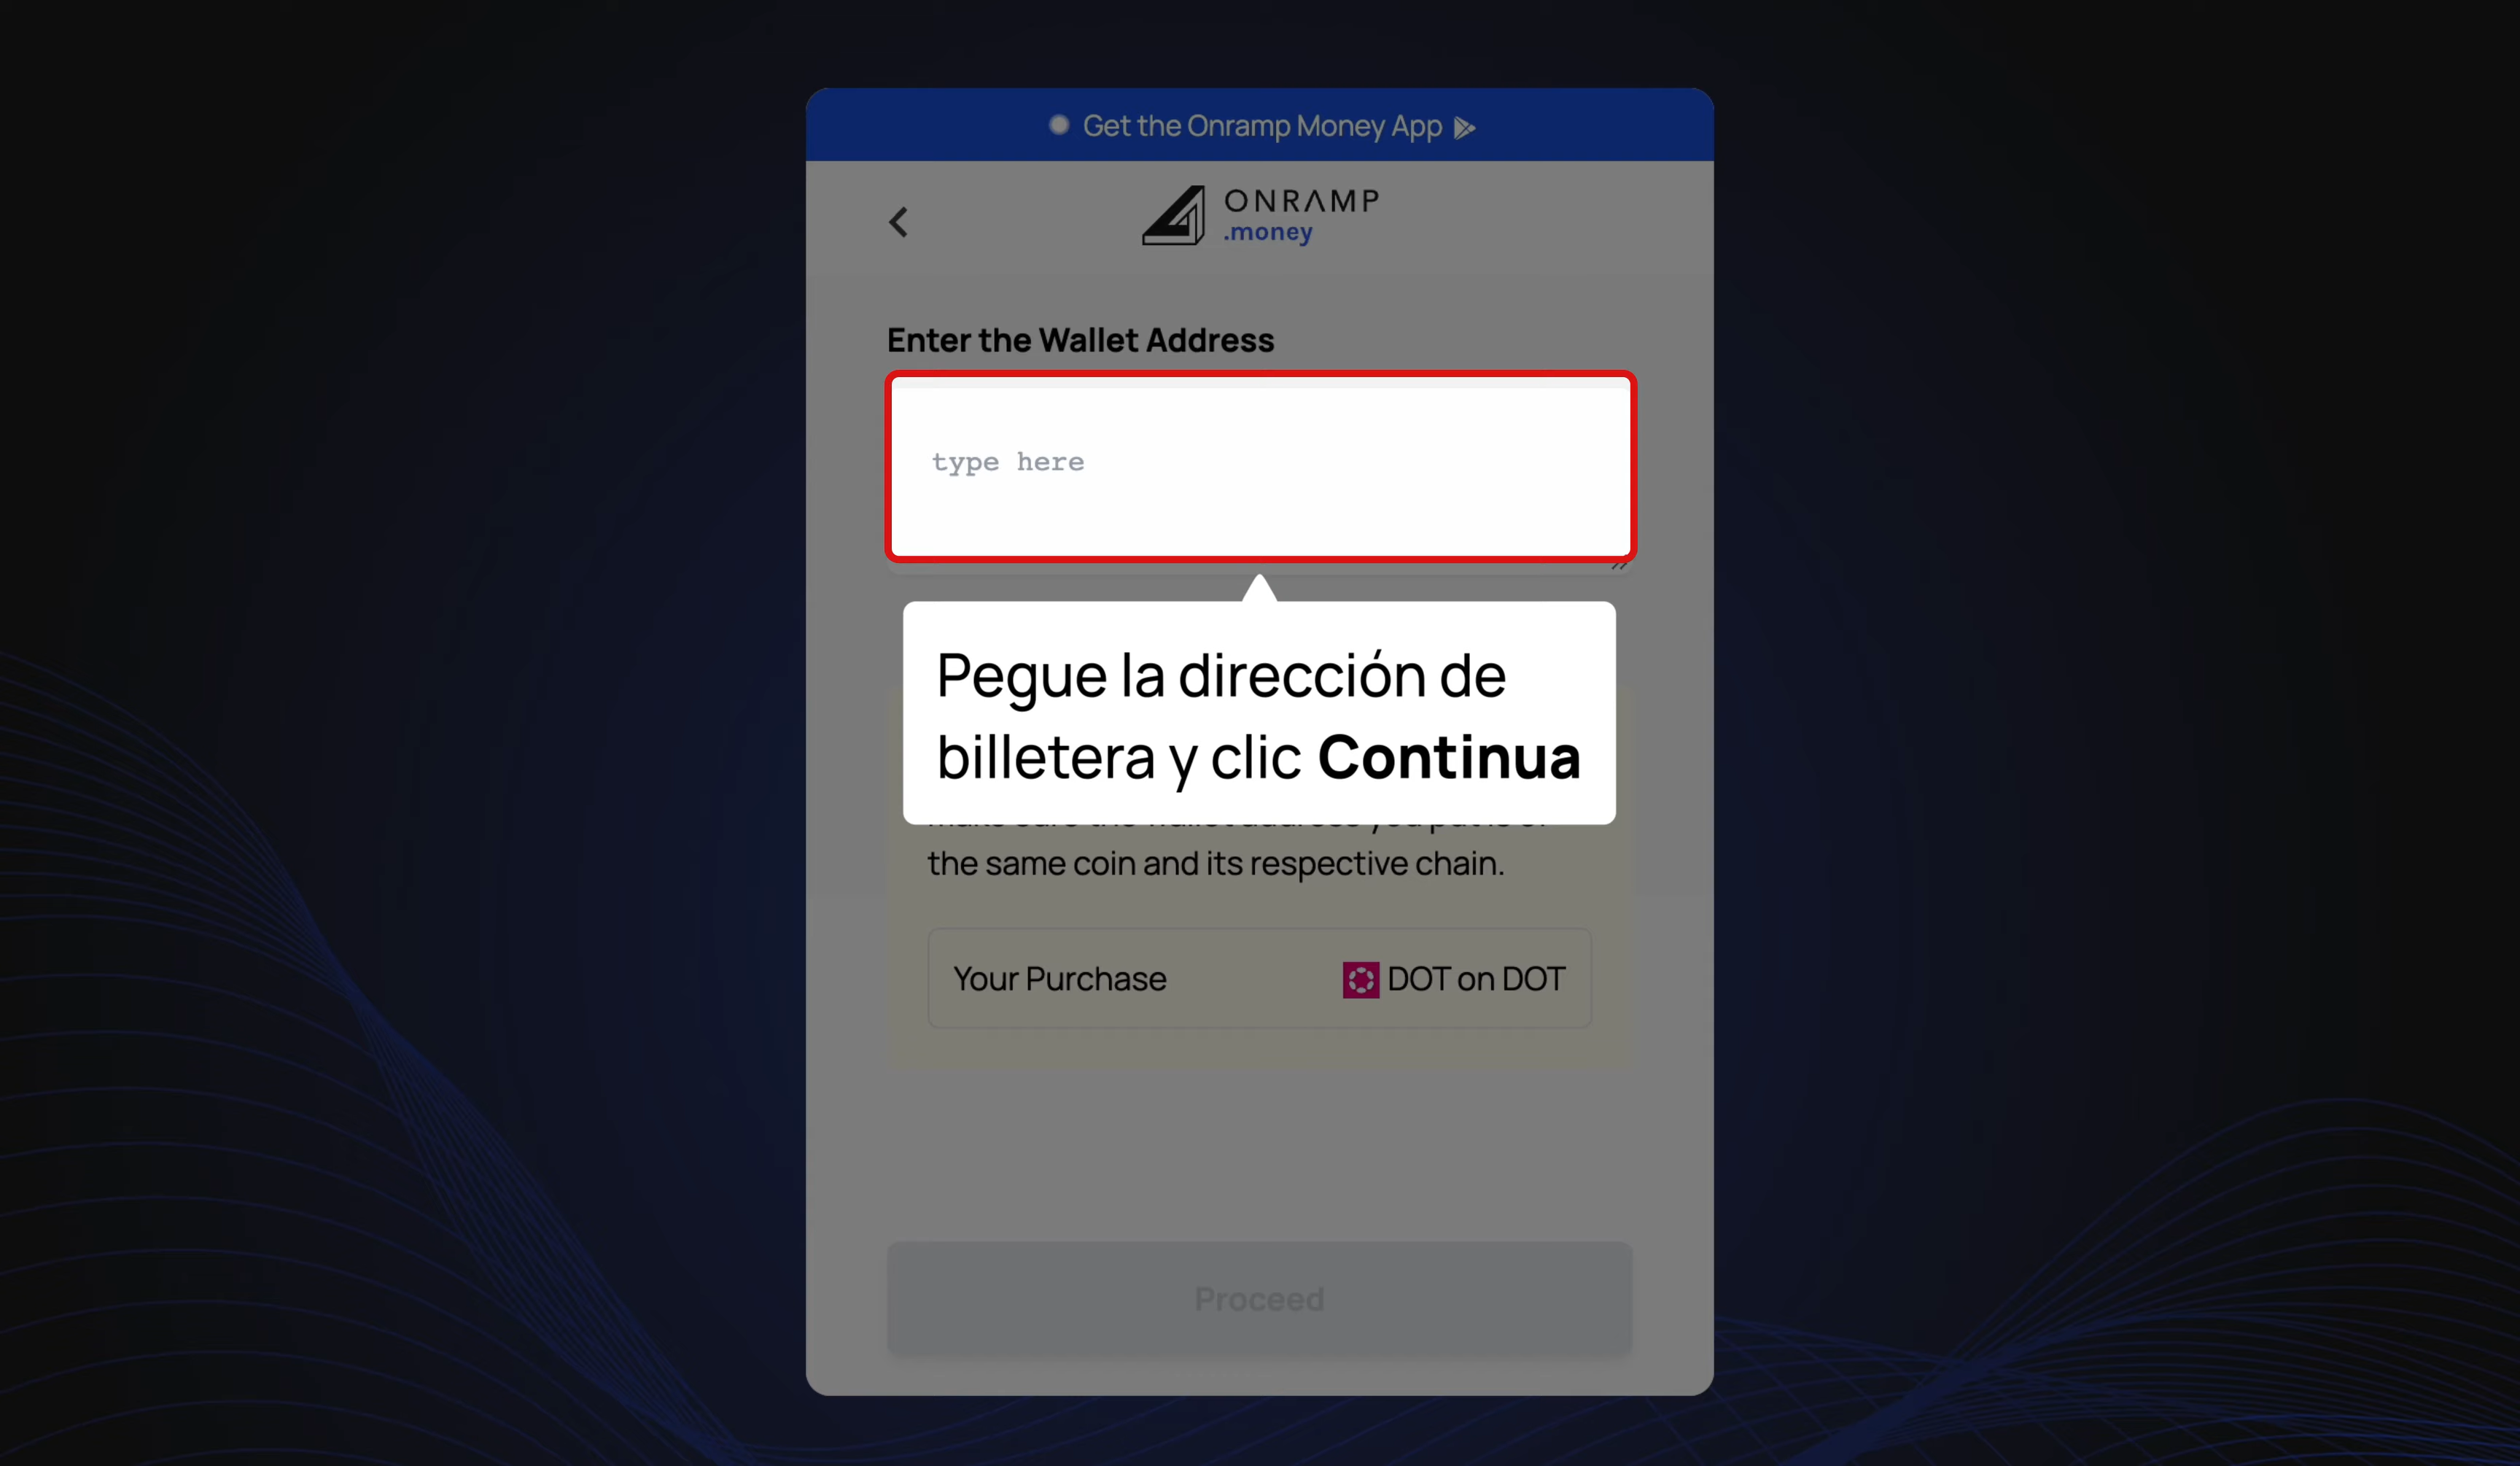 Get the Onramp Money App
ONRAMP
.money
Enter the Wallet Address
type here
Pegue la dirección de
billetera y clic Continua
the same coin and its respective chain.
Your Purchase DOT on DOT
Proceed